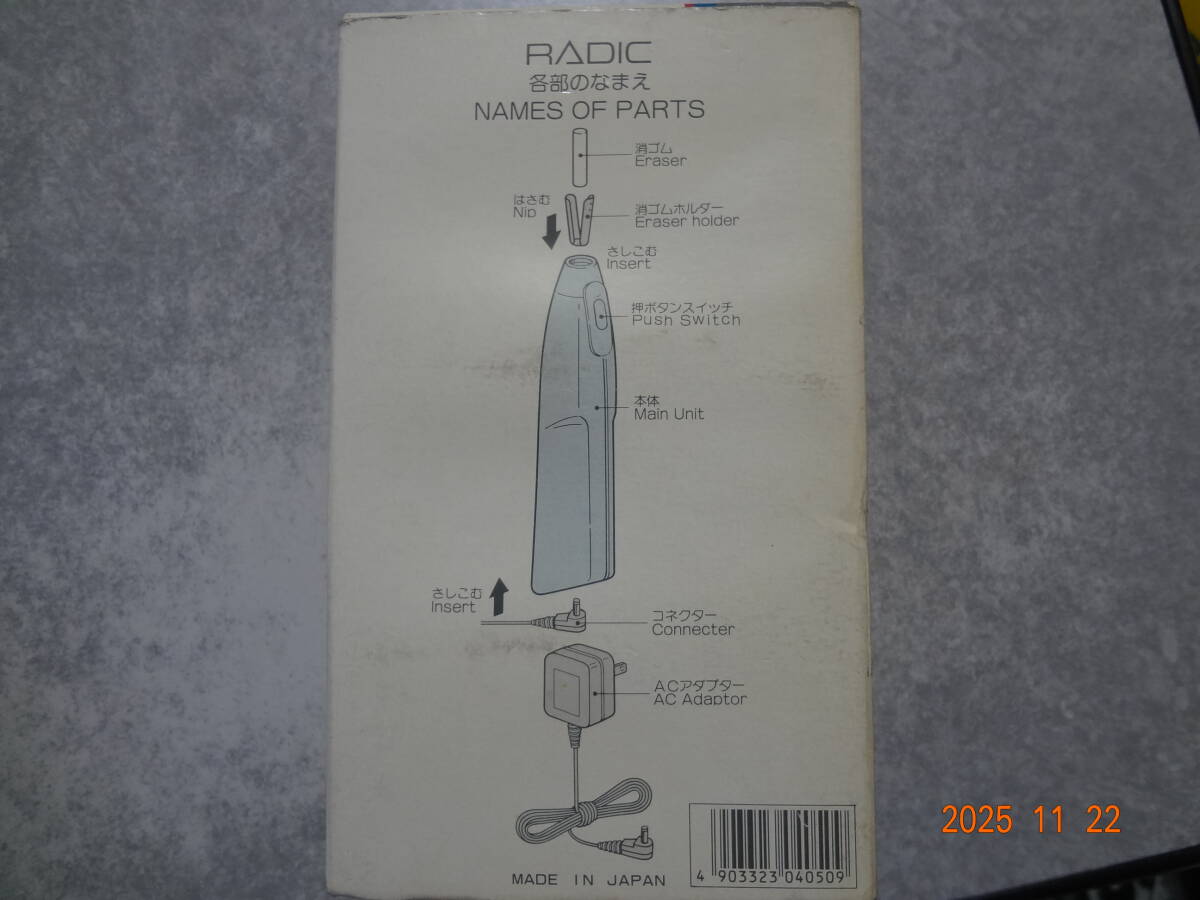 RADIC
各部のなまえ
NAMES OF PARTS
消ゴム
Eraser
はさむ
Nip
消ゴムホルダー
Eraser holder
さしこむ
Insert
押ボタンスイッチ
Push Switch
本体
Main Unit
さしこむ
Insert
コネクター
Connecter
ACアダプター
AC Adaptor
MADE IN JAPAN
4 903323 040509
2025 11 22